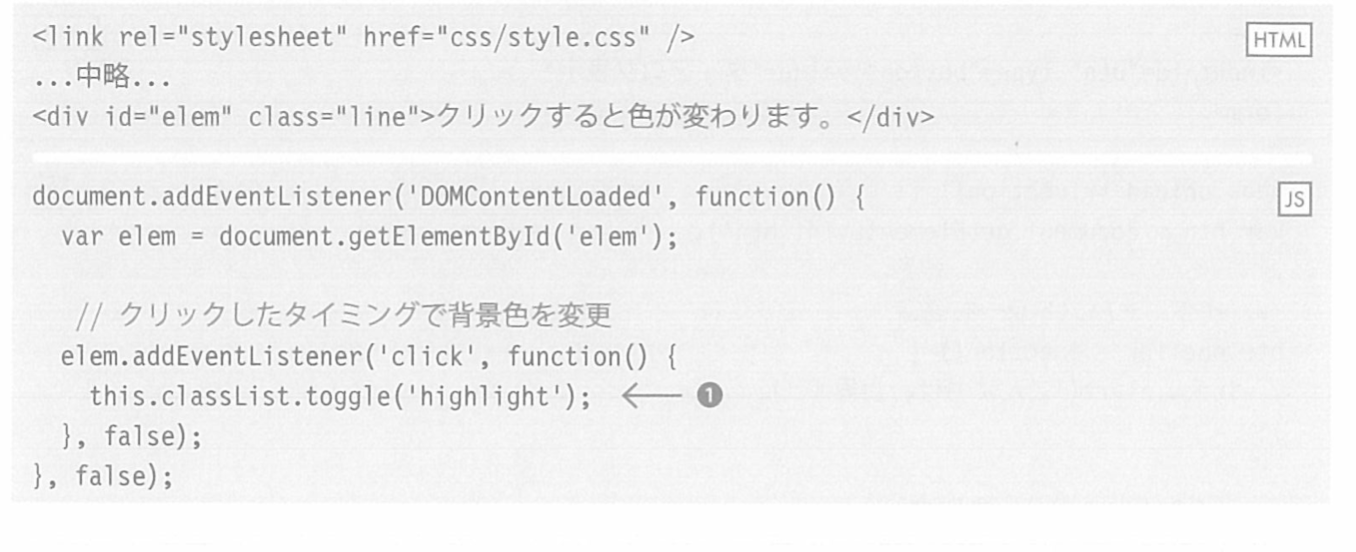 <link rel="stylesheet" href="css/style.css" /> HTML
...中略...
<div id="elem" class="line">クリックすると色が変わります。</div>
document.addEventListener('DOMContentLoaded', function() { JS
  var elem = document.getElementById('elem');
  // クリックしたタイミングで背景色を変更
  elem.addEventListener('click', function() {
    this.classList.toggle('highlight'); ← ❶
  }, false);
}, false);